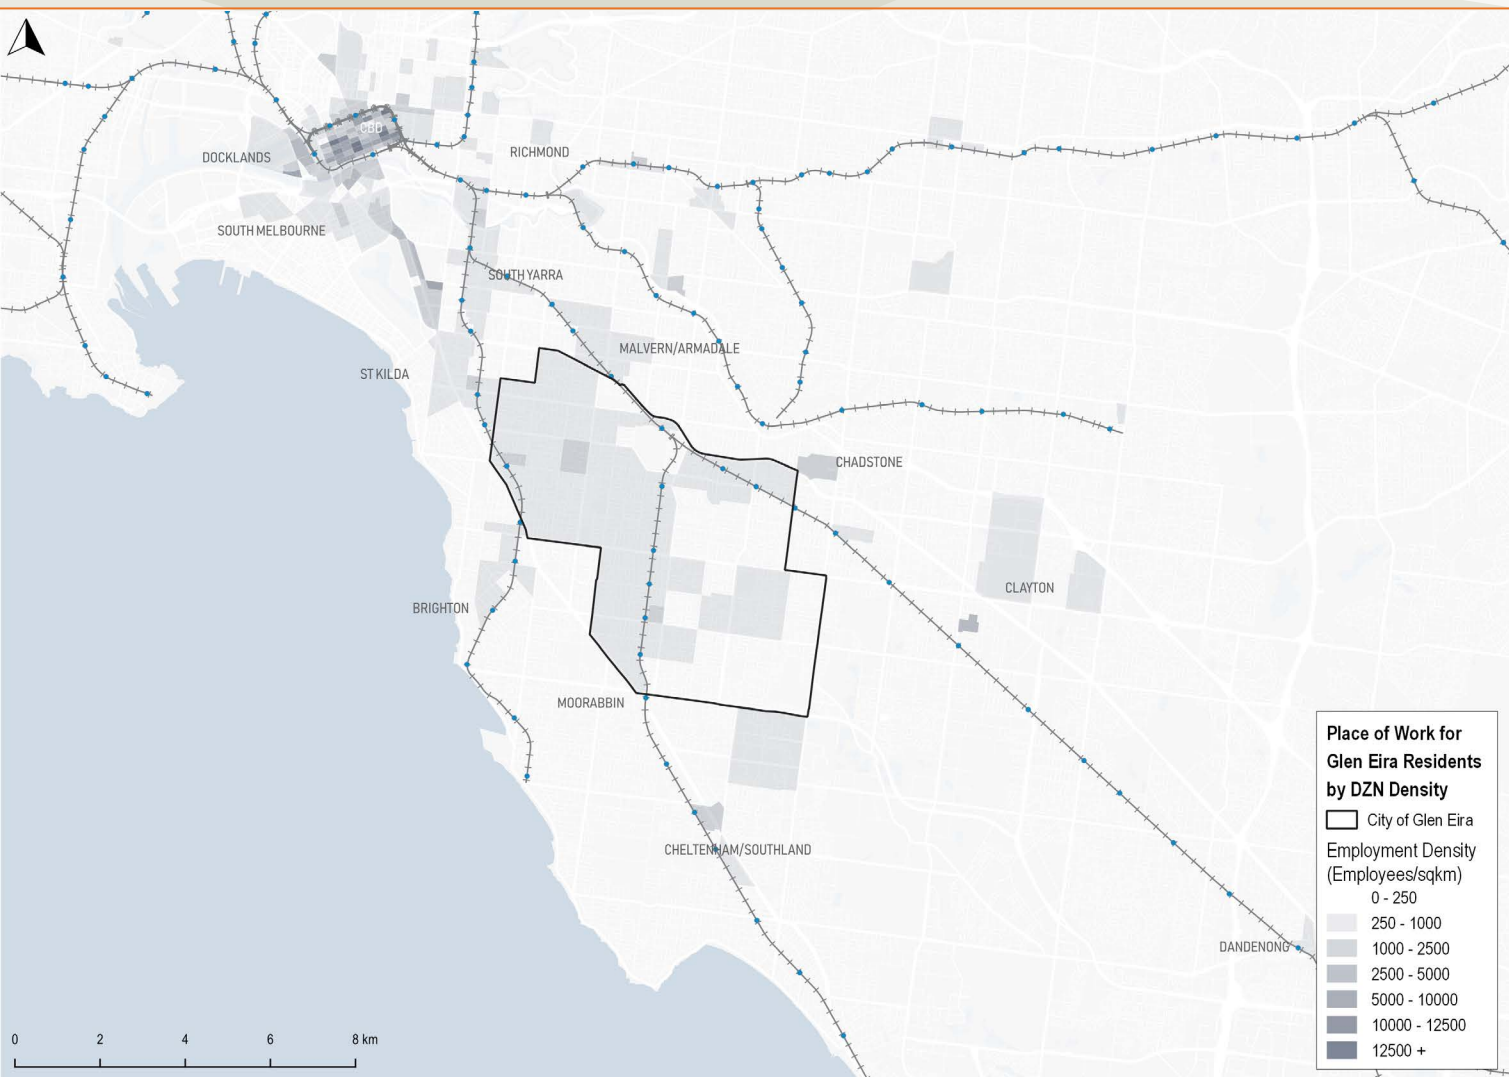 CBD
DOCKLANDS
RICHMOND
SOUTH MELBOURNE
SOUTH YARRA
MALVERN/ARMADALE
ST KILDA
CHADSTONE
CLAYTON
BRIGHTON
MOORABBIN
CHELTENHAM/SOUTHLAND
DANDENONG
Place of Work for
Glen Eira Residents
by DZN Density
City of Glen Eira
Employment Density
(Employees/sqkm)
0 - 250
250 - 1000
1000 - 2500
2500 - 5000
5000 - 10000
10000 - 12500
12500 +
0 2 4 6 8 km